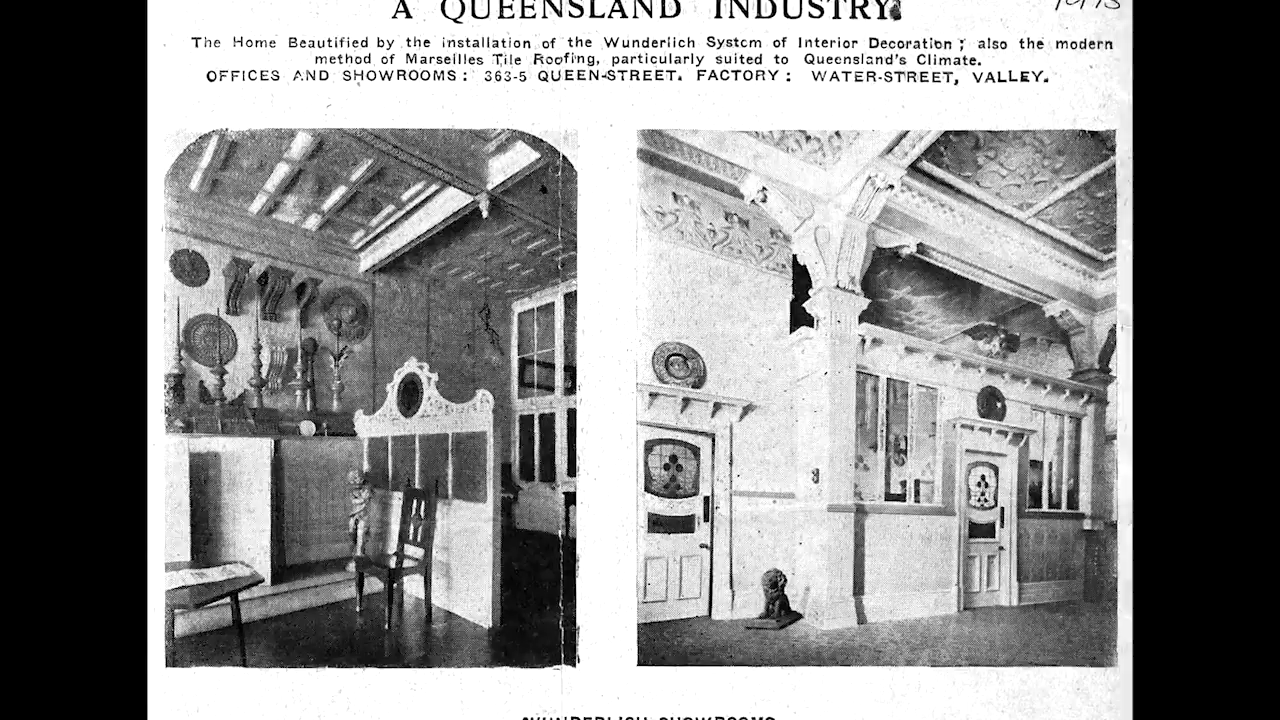 A QUEENSLAND INDUSTRY.
The Home Beautified by the installation of the Wunderlich System of Interior Decoration; also the modern
method of Marseilles Tile Roofing, particularly suited to Queensland's Climate.
OFFICES AND SHOWROOMS: 363-5 QUEEN-STREET. FACTORY: WATER-STREET, VALLEY.
WUNDERLICH SHOWROOMS